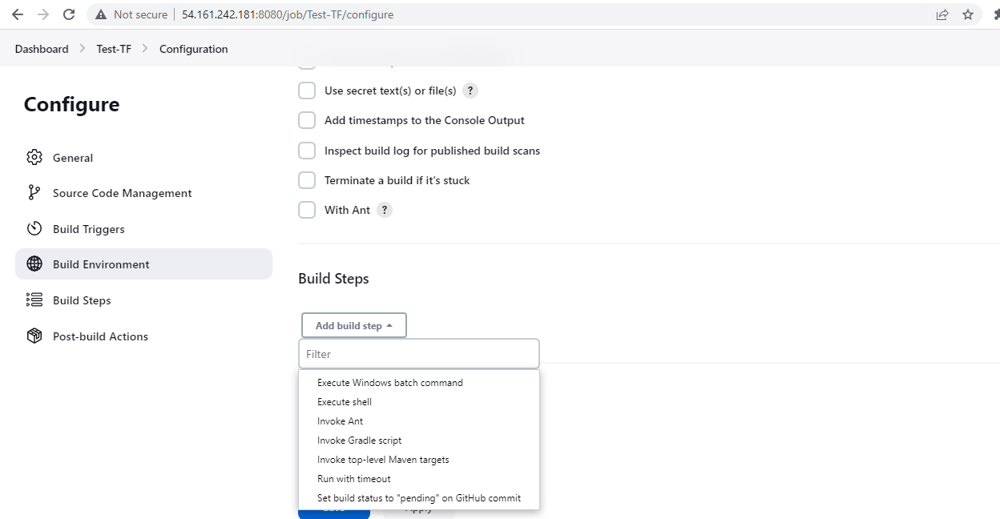 Not secure | 54.161.242.181:8080/job/Test-TF/configure
Dashboard > Test-TF > Configuration
Configure
General
Source Code Management
Build Triggers
Build Environment
Build Steps
Post-build Actions
Use secret text(s) or file(s) ?
Add timestamps to the Console Output
Inspect build log for published build scans
Terminate a build if it's stuck
With Ant ?
Build Steps
Add build step
Filter
Execute Windows batch command
Execute shell
Invoke Ant
Invoke Gradle script
Invoke top-level Maven targets
Run with timeout
Set build status to "pending" on GitHub commit